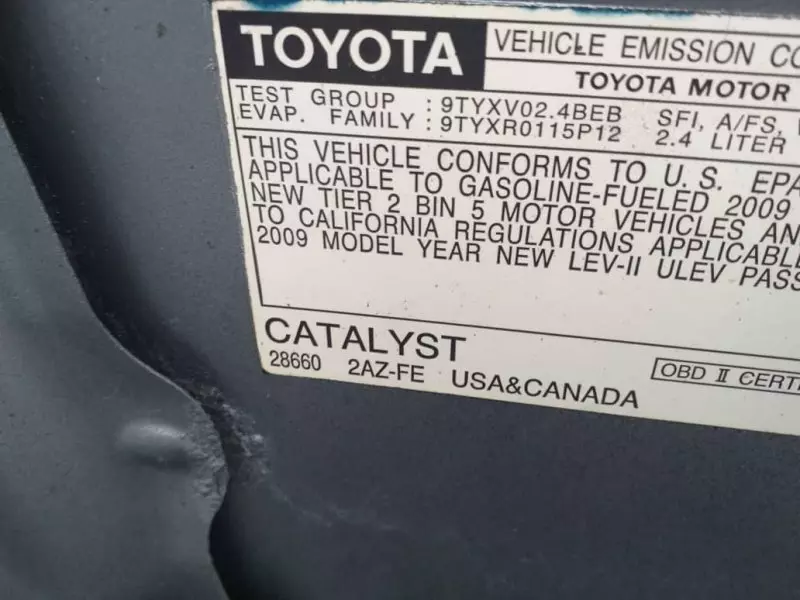 TOYOTA VEHICLE EMISSION CO
TOYOTA MOTOR
TEST GROUP : 9TYXV02.4BEB SFI, A/FS,
EVAP. FAMILY : 9TYXR0115P12 2.4 LITER
THIS VEHICLE CONFORMS TO U.S. EPA
APPLICABLE TO GASOLINE-FUELED 2009
NEW TIER 2 BIN 5 MOTOR VEHICLES AN
TO CALIFORNIA REGULATIONS APPLICABLE
2009 MODEL YEAR NEW LEV-II ULEV PASS
CATALYST
28660 2AZ-FE USA&CANADA OBD II CERTI